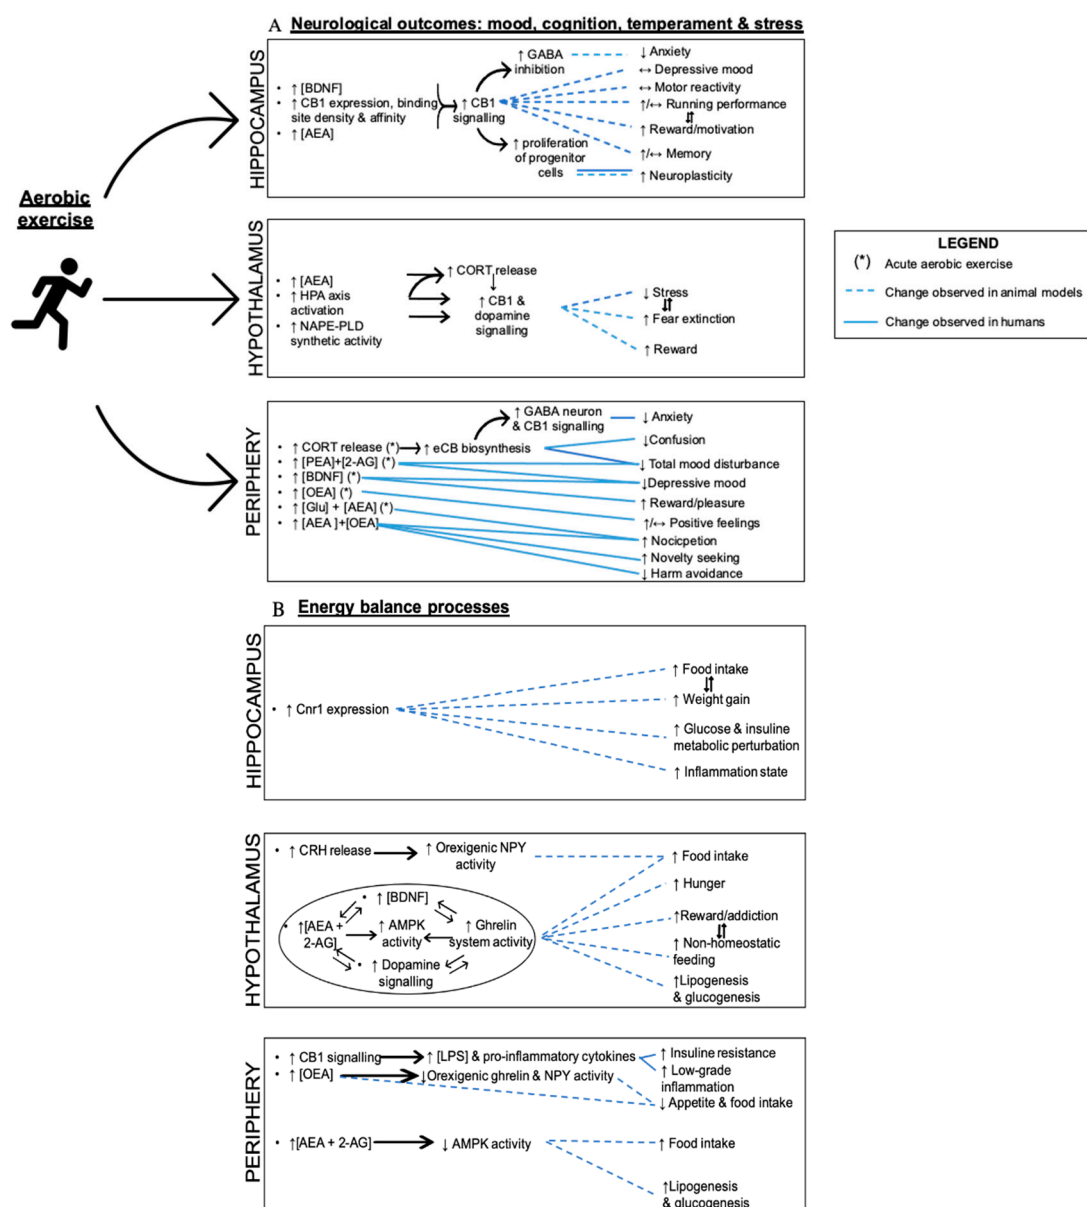 A Neurological outcomes: mood, cognition, temperament & stress
Aerobic
exercise
HIPPOCAMPUS
• ↑ [BDNF]
• ↑ CB1 expression, binding
site density & affinity
• ↑ [AEA]
↑ CB1
signalling
↑ GABA
inhibition
↑ proliferation
of progenitor
cells
↓ Anxiety
↔ Depressive mood
↔ Motor reactivity
↑/↔ Running performance
↑ Reward/motivation
↑/↔ Memory
↑ Neuroplasticity
HYPOTHALAMUS
• ↑ [AEA]
• ↑ HPA axis
activation
• ↑ NAPE-PLD
synthetic activity
↑ CORT release
↑ CB1 &
dopamine
signalling
↓ Stress
↑ Fear extinction
↑ Reward
LEGEND
(*) Acute aerobic exercise
Change observed in animal models
Change observed in humans
PERIPHERY
• ↑ CORT release (*)
• ↑ [PEA]+[2-AG] (*)
• ↑ [BDNF] (*)
• ↑ [OEA] (*)
• ↑ [Glu] + [AEA] (*)
• ↑ [AEA ]+[OEA]
↑ eCB biosynthesis
↑ GABA neuron
& CB1 signalling
↓ Anxiety
↓Confusion
↓ Total mood disturbance
↓Depressive mood
↑ Reward/pleasure
↑/↔ Positive feelings
↑ Nocicpetion
↑ Novelty seeking
↓ Harm avoidance
B Energy balance processes
HIPPOCAMPUS
• ↑ Cnr1 expression
↑ Food intake
↑ Weight gain
↑ Glucose & insuline
metabolic perturbation
↑ Inflammation state
HYPOTHALAMUS
• ↑ CRH release
↑ Orexigenic NPY
activity
• ↑ [BDNF]
• ↑[AEA +
2-AG]
↑ AMPK
activity
↑ Ghrelin
system activity
• ↑ Dopamine
signalling
↑ Food intake
↑ Hunger
↑Reward/addiction
↑ Non-homeostatic
feeding
↑Lipogenesis
& glucogenesis
PERIPHERY
• ↑ CB1 signalling
• ↑ [OEA]
↑ [LPS] & pro-inflammatory cytokines
↓Orexigenic ghrelin & NPY activity
↑ Insuline resistance
↑ Low-grade
inflammation
↓ Appetite & food intake
• ↑[AEA + 2-AG]
↓ AMPK activity
↑ Food intake
↑Lipogenesis
& glucogenesis